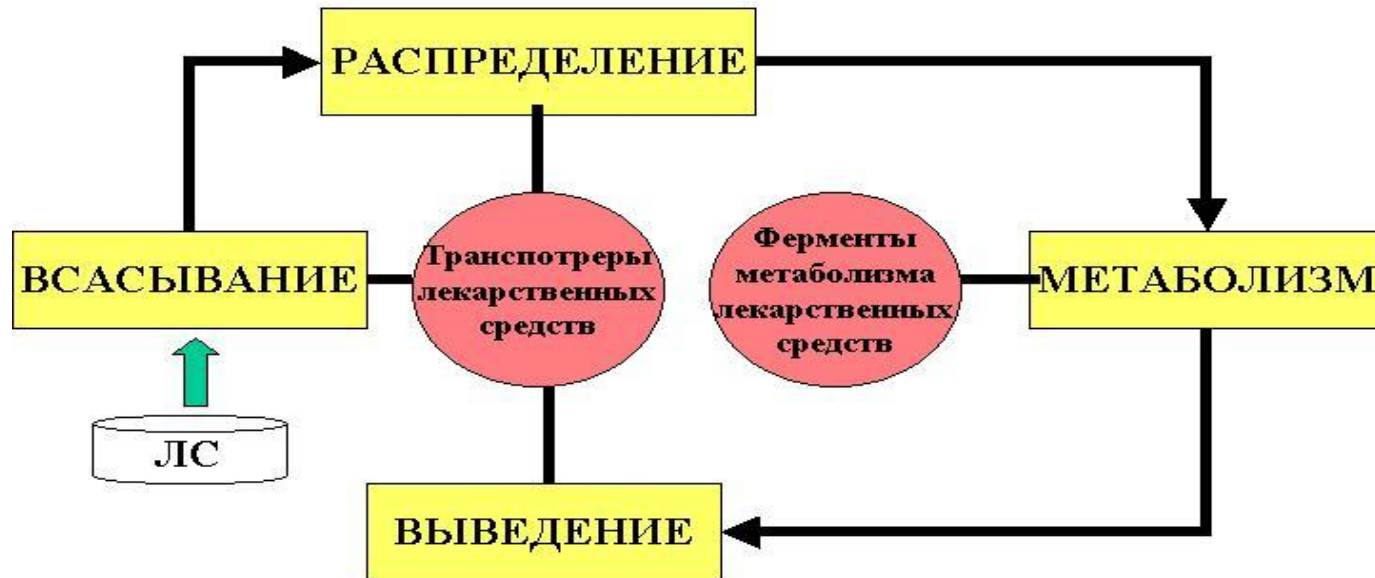 РАСПРЕДЕЛЕНИЕ
ВСАСЫВАНИЕ
Транспотреры
лекарственных
средств
Ферменты
метаболизма
лекарственных
средств
МЕТАБОЛИЗМ
ЛС
ВЫВЕДЕНИЕ